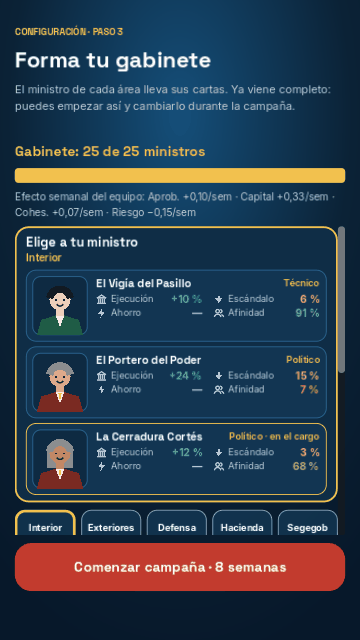 CONFIGURACIÓN · PASO 3
Forma tu gabinete
El ministro de cada área lleva sus cartas. Ya viene completo:
puedes empezar así y cambiarlo durante la campaña.
Gabinete: 25 de 25 ministros
Efecto semanal del equipo: Aprob. +0,10/sem · Capital +0,33/sem ·
Cohes. +0,07/sem · Riesgo −0,15/sem
Elige a tu ministro
Interior
El Vigía del Pasillo Técnico
Ejecución +10 % Escándalo 6 %
Ahorro — Afinidad 91 %
El Portero del Poder Político
Ejecución +24 % Escándalo 15 %
Ahorro — Afinidad 7 %
La Cerradura Cortés Político · en el cargo
Ejecución +12 % Escándalo 3 %
Ahorro — Afinidad 68 %
Interior Exteriores Defensa Hacienda Segegob
Comenzar campaña · 8 semanas